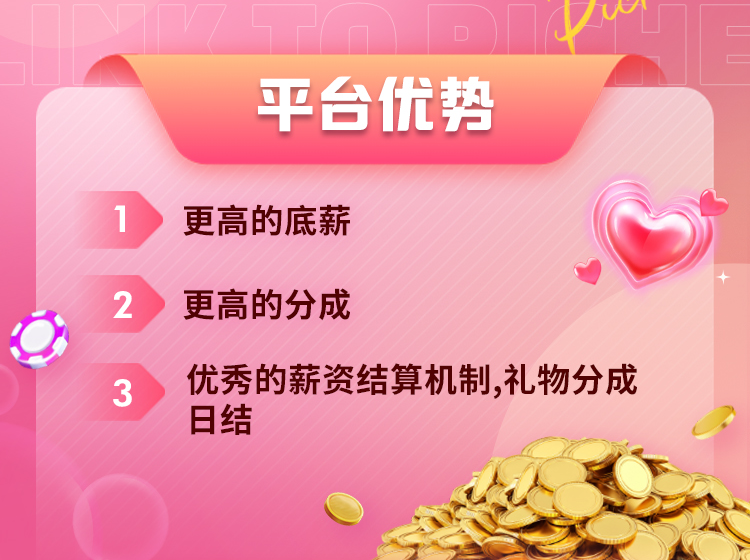 LINK TO RICHE
平台优势
1 更高的底薪
2 更高的分成
3 优秀的薪资结算机制,礼物分成
日结